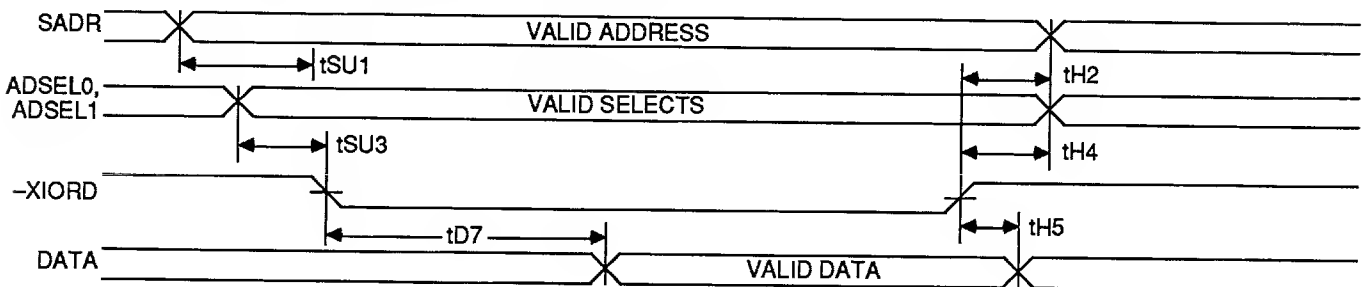 SADR
VALID ADDRESS
tSU1
tH2
ADSEL0,
ADSEL1
VALID SELECTS
tSU3
tH4
–XIORD
tD7
tH5
DATA
VALID DATA